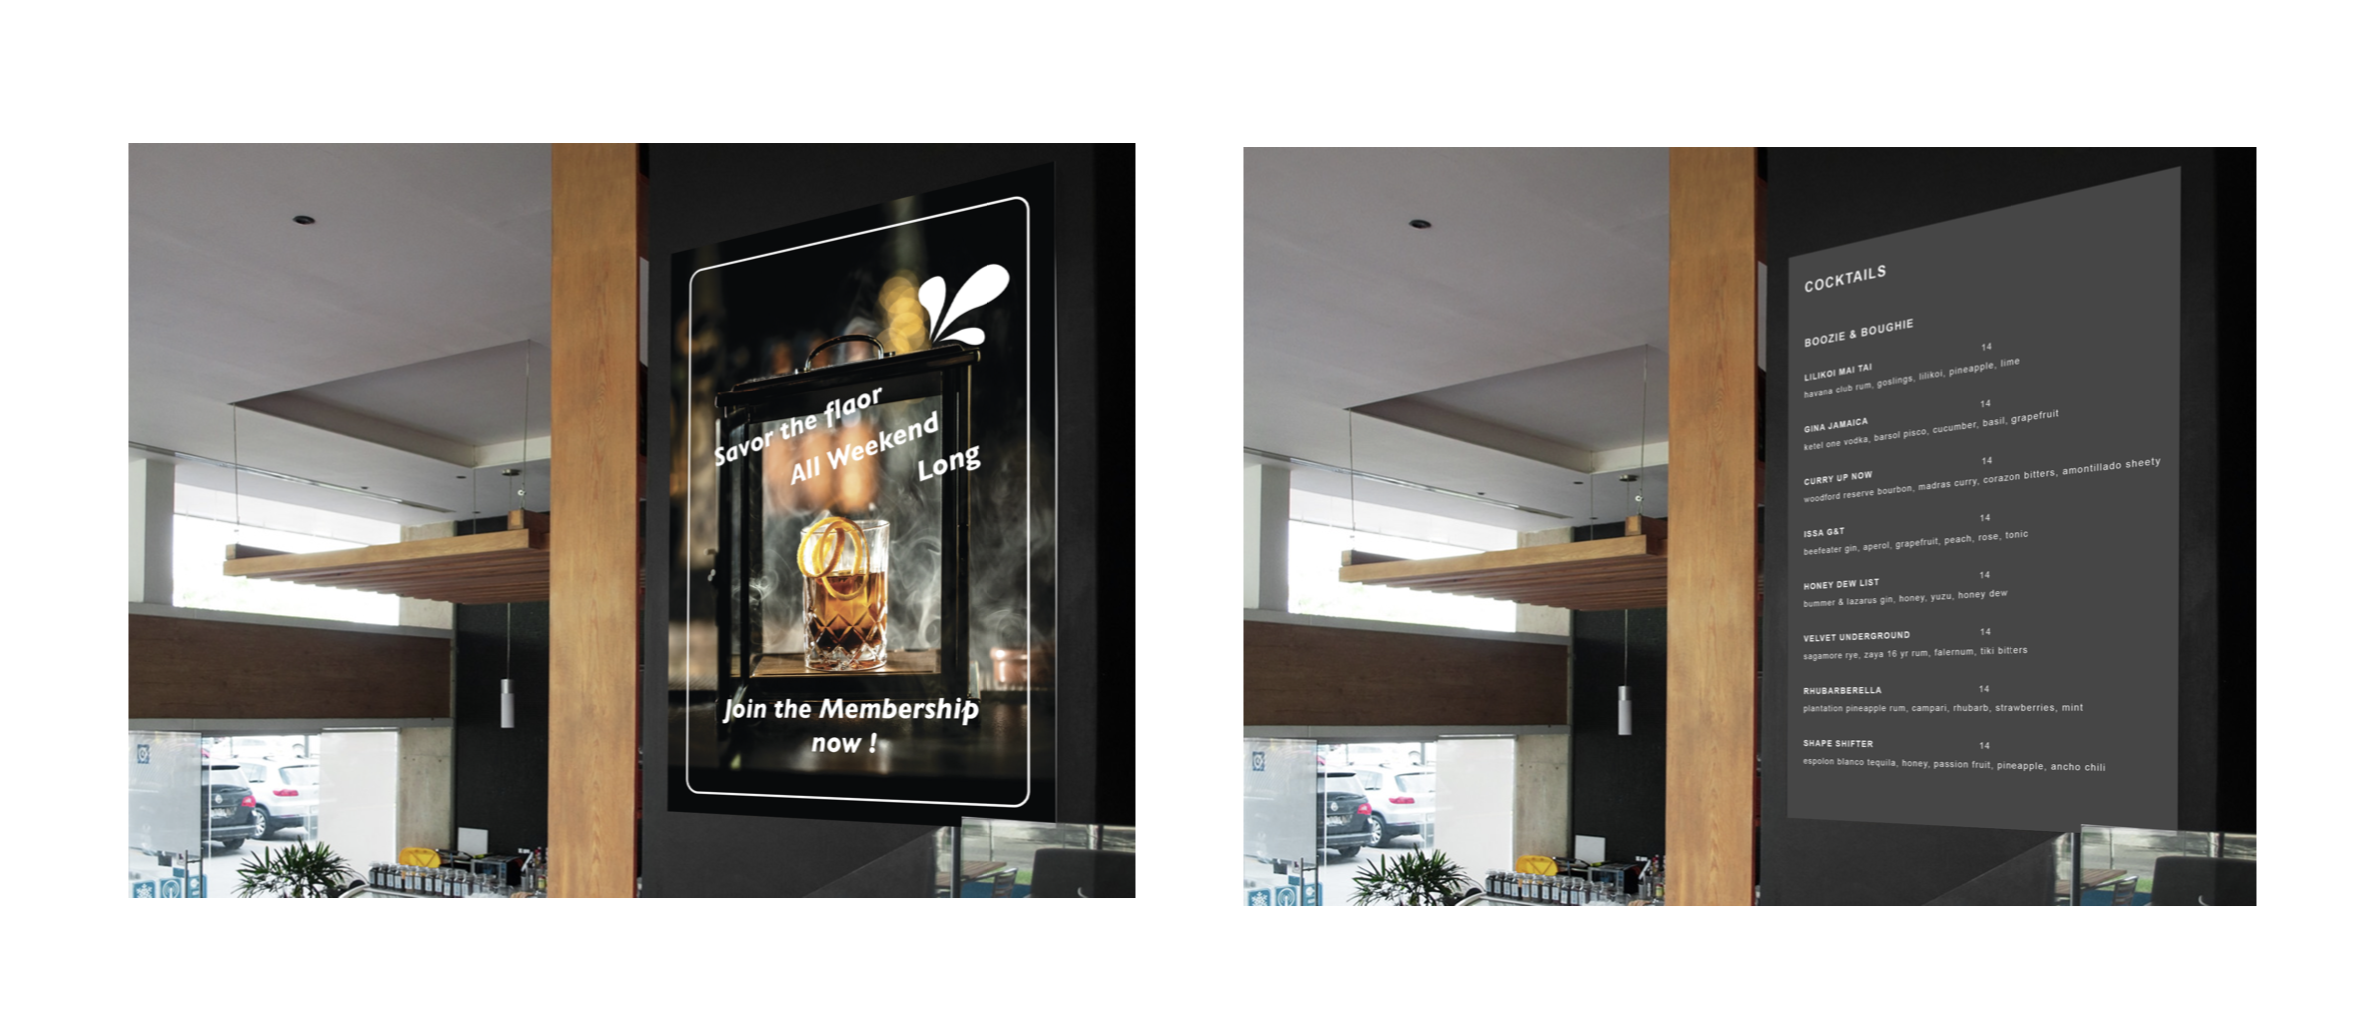 Savor the flaor
All Weekend
Long
Join the Membership
now !
COCKTAILS
BOOZIE & BOUGHIE
LILIKOI MAI TAI 14
havana club rum, goslings, lilikoi, pineapple, lime
GINA JAMAICA 14
ketel one vodka, barsol pisco, cucumber, basil, grapefruit
CURRY UP NOW 14
woodford reserve bourbon, madras curry, corazon bitters, amontillado sheety
ISSA G&T 14
beefeater gin, aperol, grapefruit, peach, rose, tonic
HONEY DEW LIST 14
bummer & lazarus gin, honey, yuzu, honey dew
VELVET UNDERGROUND 14
sagamore rye, zaya 16 yr rum, falernum, tiki bitters
RHUBARBERELLA 14
plantation pineapple rum, campari, rhubarb, strawberries, mint
SHAPE SHIFTER 14
espolon blanco tequila, honey, passion fruit, pineapple, ancho chili